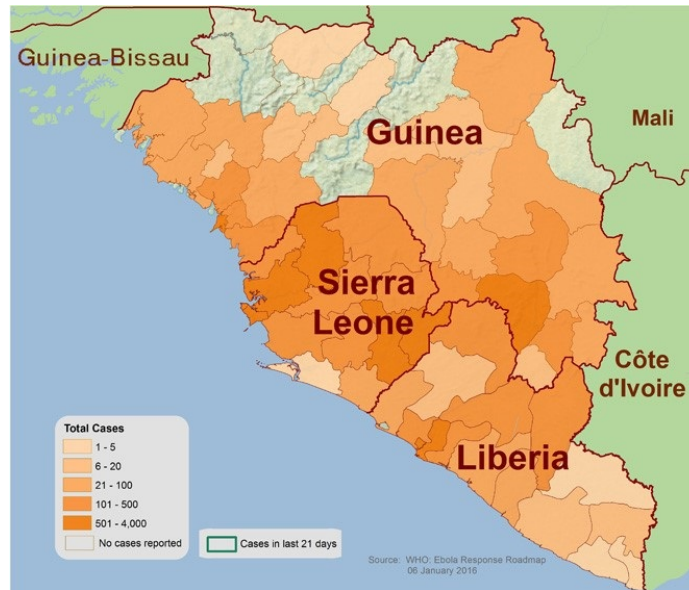 Guinea-Bissau
Mali
Guinea
Sierra
Leone
Côte
d'Ivoire
Liberia
Total Cases
1 - 5
6 - 20
21 - 100
101 - 500
501 - 4,000
No cases reported
Cases in last 21 days
Source: WHO: Ebola Response Roadmap
06 January 2016